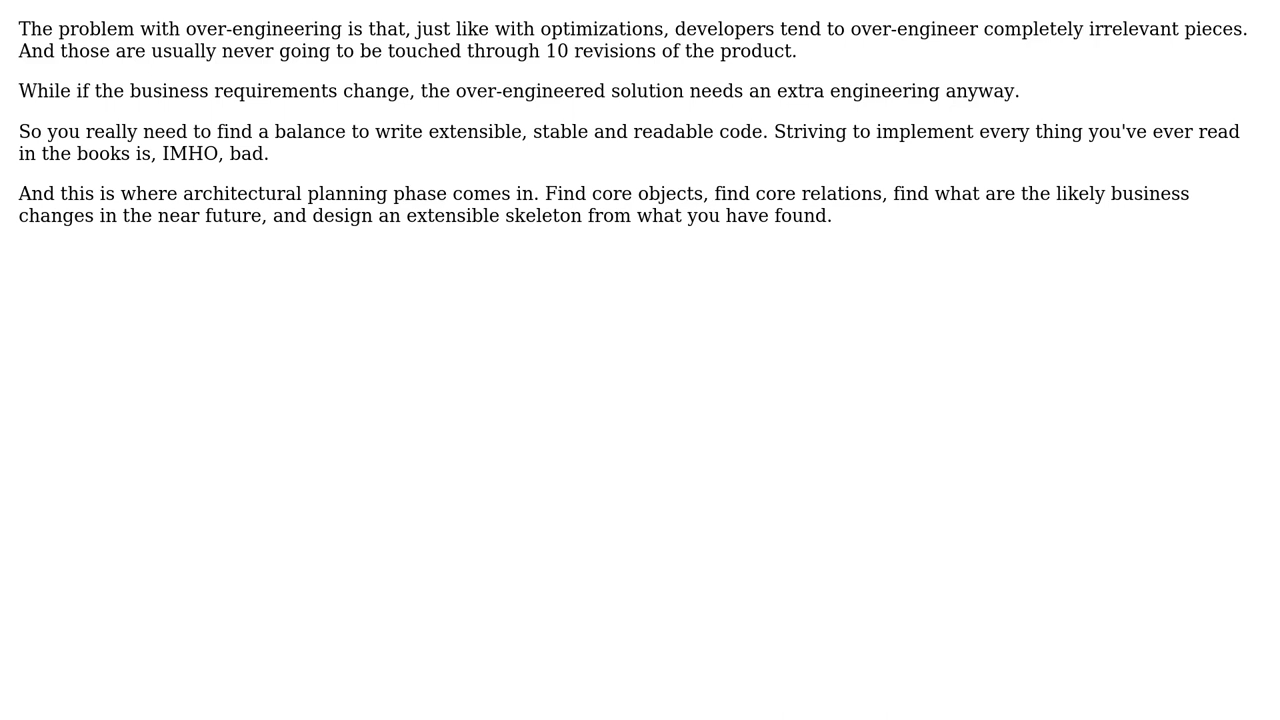 The problem with over-engineering is that, just like with optimizations, developers tend to over-engineer completely irrelevant pieces.
And those are usually never going to be touched through 10 revisions of the product.
While if the business requirements change, the over-engineered solution needs an extra engineering anyway.
So you really need to find a balance to write extensible, stable and readable code. Striving to implement every thing you've ever read
in the books is, IMHO, bad.
And this is where architectural planning phase comes in. Find core objects, find core relations, find what are the likely business
changes in the near future, and design an extensible skeleton from what you have found.